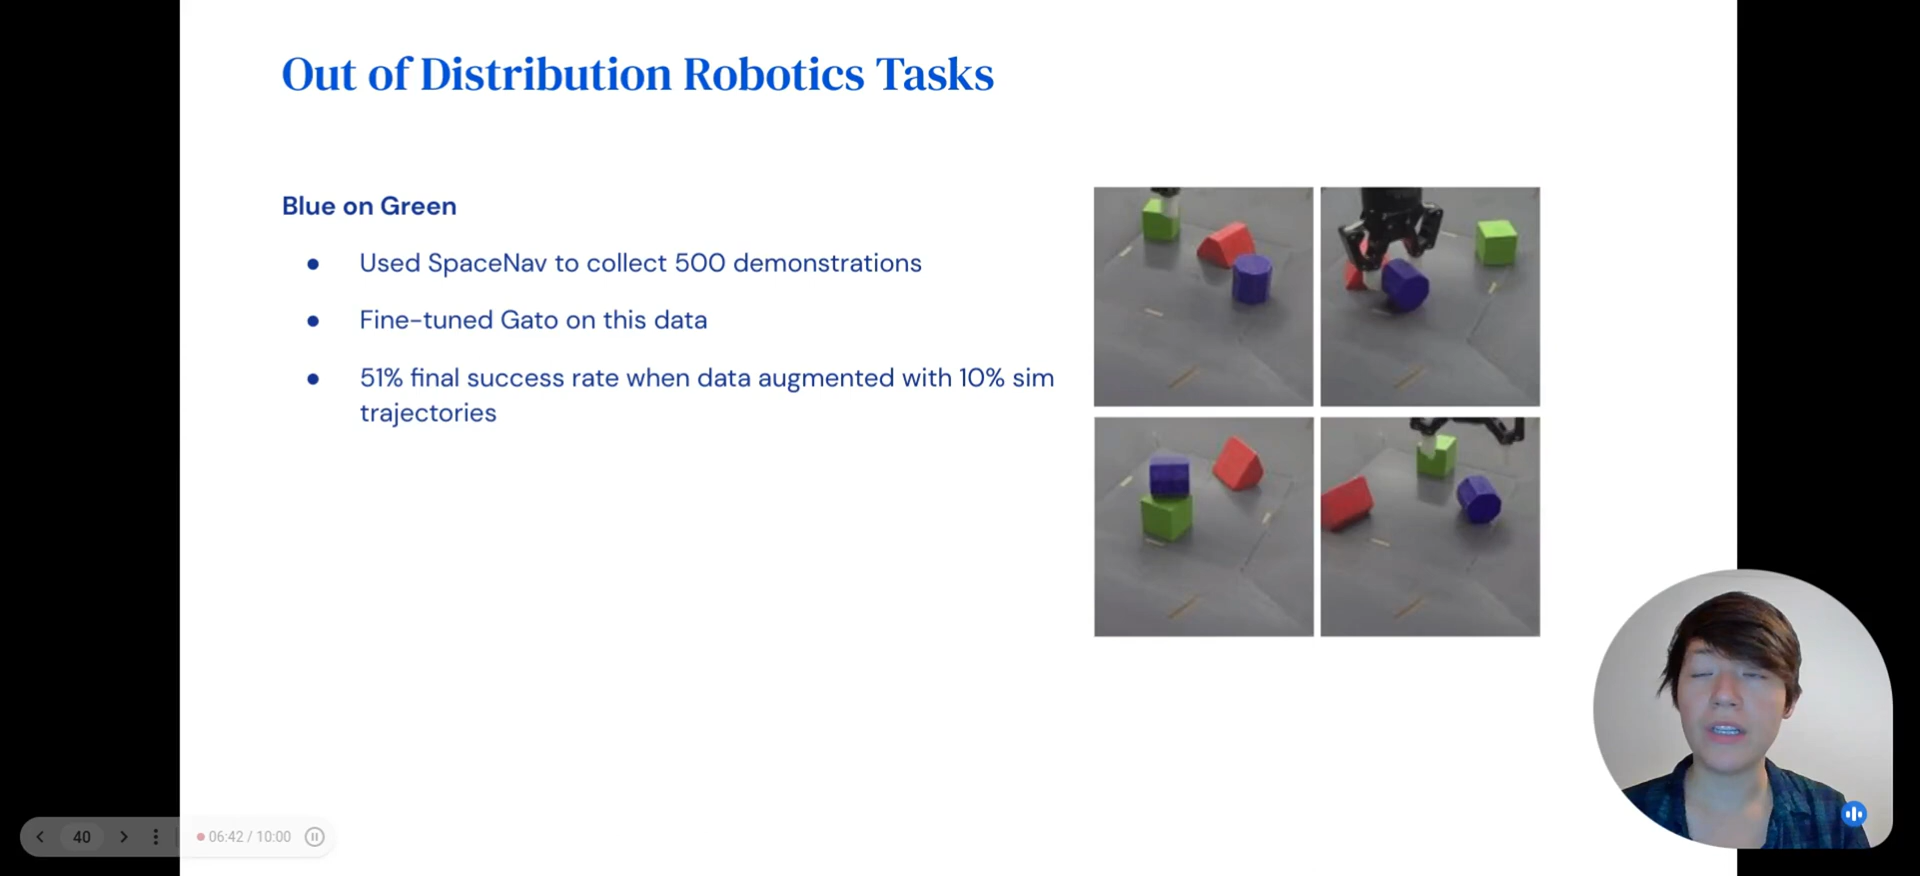 Out of Distribution Robotics Tasks
Blue on Green
● Used SpaceNav to collect 500 demonstrations
● Fine-tuned Gato on this data
● 51% final success rate when data augmented with 10% sim
trajectories
40
06:42 / 10:00